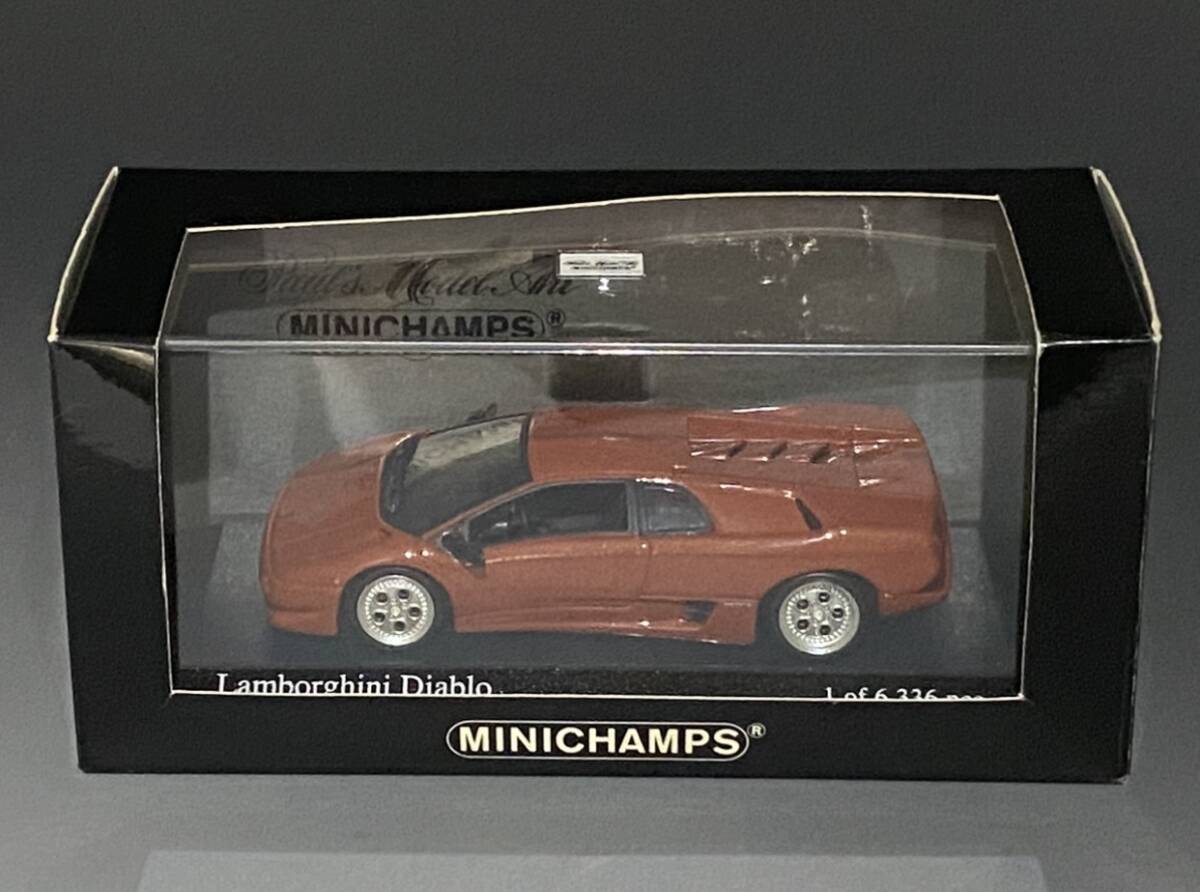 Paul's Model Art
MINICHAMPS®
Lamborghini Diablo
1 of 6.336 pcs
MINICHAMPS®